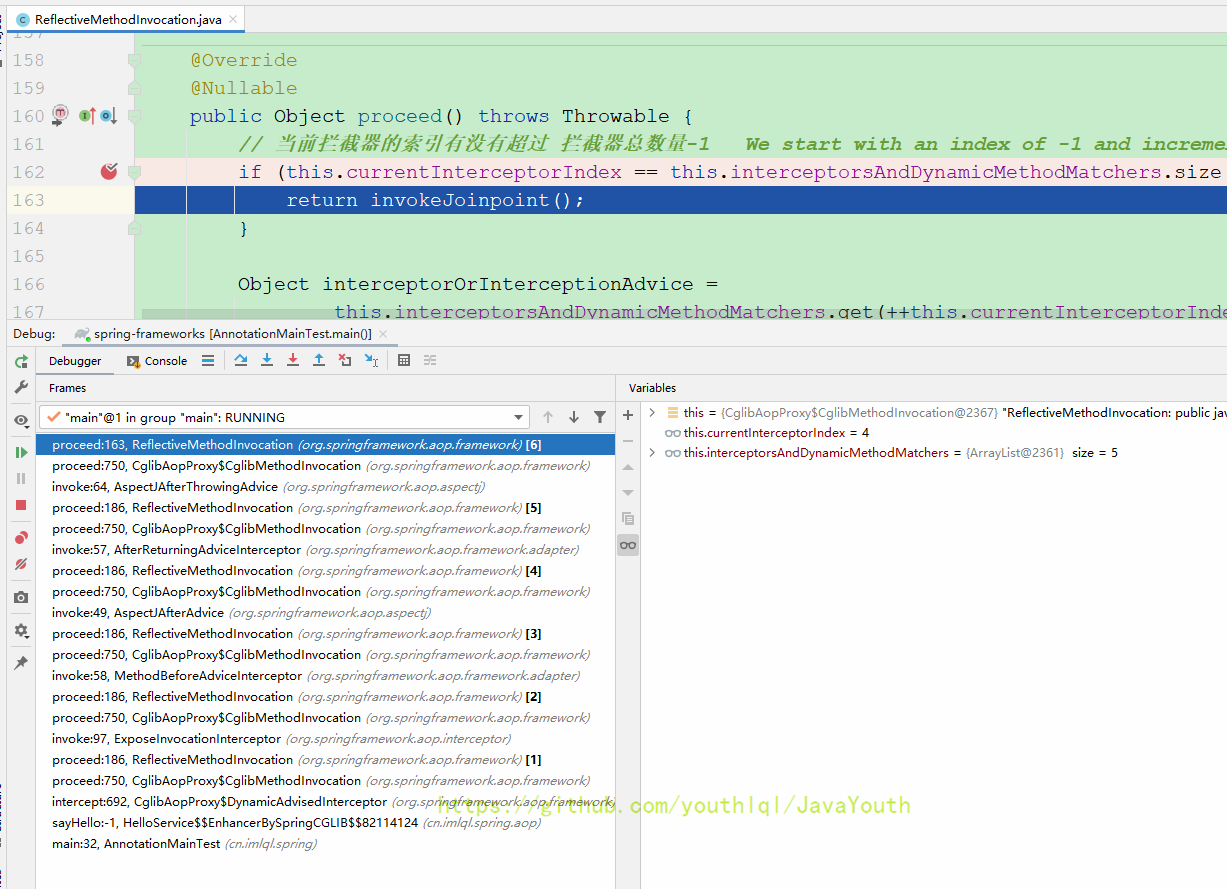 ReflectiveMethodInvocation.java
157
158 @Override
159 @Nullable
160 public Object proceed() throws Throwable {
161 // 当前拦截器的索引有没有超过 拦截器总数量-1 We start with an index of -1 and increme
162 if (this.currentInterceptorIndex == this.interceptorsAndDynamicMethodMatchers.size
163 return invokeJoinpoint();
164 }
165
166 Object interceptorOrInterceptionAdvice =
167 this.interceptorsAndDynamicMethodMatchers.get(++this.currentInterceptorInde
Debug: spring-frameworks [AnnotationMainTest.main()]
Debugger Console
Frames
Variables
"main"@1 in group "main": RUNNING
proceed:163, ReflectiveMethodInvocation (org.springframework.aop.framework) [6]
proceed:750, CglibAopProxy$CglibMethodInvocation (org.springframework.aop.framework)
invoke:64, AspectJAfterThrowingAdvice (org.springframework.aop.aspectj)
proceed:186, ReflectiveMethodInvocation (org.springframework.aop.framework) [5]
proceed:750, CglibAopProxy$CglibMethodInvocation (org.springframework.aop.framework)
invoke:57, AfterReturningAdviceInterceptor (org.springframework.aop.framework.adapter)
proceed:186, ReflectiveMethodInvocation (org.springframework.aop.framework) [4]
proceed:750, CglibAopProxy$CglibMethodInvocation (org.springframework.aop.framework)
invoke:49, AspectJAfterAdvice (org.springframework.aop.aspectj)
proceed:186, ReflectiveMethodInvocation (org.springframework.aop.framework) [3]
proceed:750, CglibAopProxy$CglibMethodInvocation (org.springframework.aop.framework)
invoke:58, MethodBeforeAdviceInterceptor (org.springframework.aop.framework.adapter)
proceed:186, ReflectiveMethodInvocation (org.springframework.aop.framework) [2]
proceed:750, CglibAopProxy$CglibMethodInvocation (org.springframework.aop.framework)
invoke:97, ExposeInvocationInterceptor (org.springframework.aop.interceptor)
proceed:186, ReflectiveMethodInvocation (org.springframework.aop.framework) [1]
proceed:750, CglibAopProxy$CglibMethodInvocation (org.springframework.aop.framework)
intercept:692, CglibAopProxy$DynamicAdvisedInterceptor (org.springframework.aop.framework)
sayHello:-1, HelloService$$EnhancerBySpringCGLIB$$82114124 (cn.imlql.spring.aop)
main:32, AnnotationMainTest (cn.imlql.spring)
this = {CglibAopProxy$CglibMethodInvocation@2367} "ReflectiveMethodInvocation: public jav
this.currentInterceptorIndex = 4
this.interceptorsAndDynamicMethodMatchers = {ArrayList@2361} size = 5
https://github.com/youthlql/JavaYouth